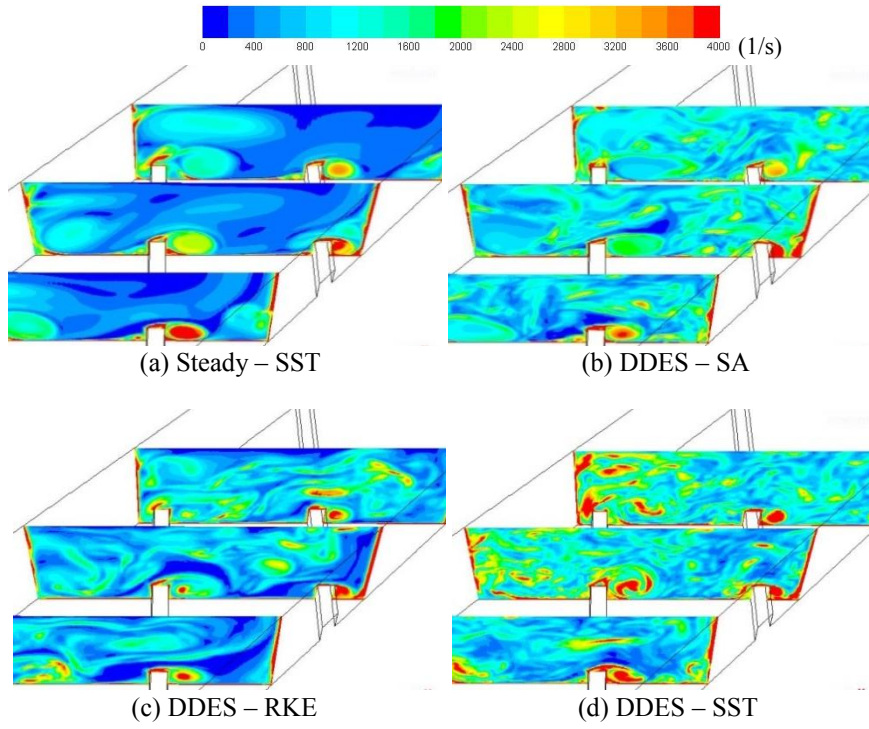 0 400 800 1200 1600 2000 2400 2800 3200 3600 4000 (1/s)
(a) Steady – SST (b) DDES – SA
(c) DDES – RKE (d) DDES – SST